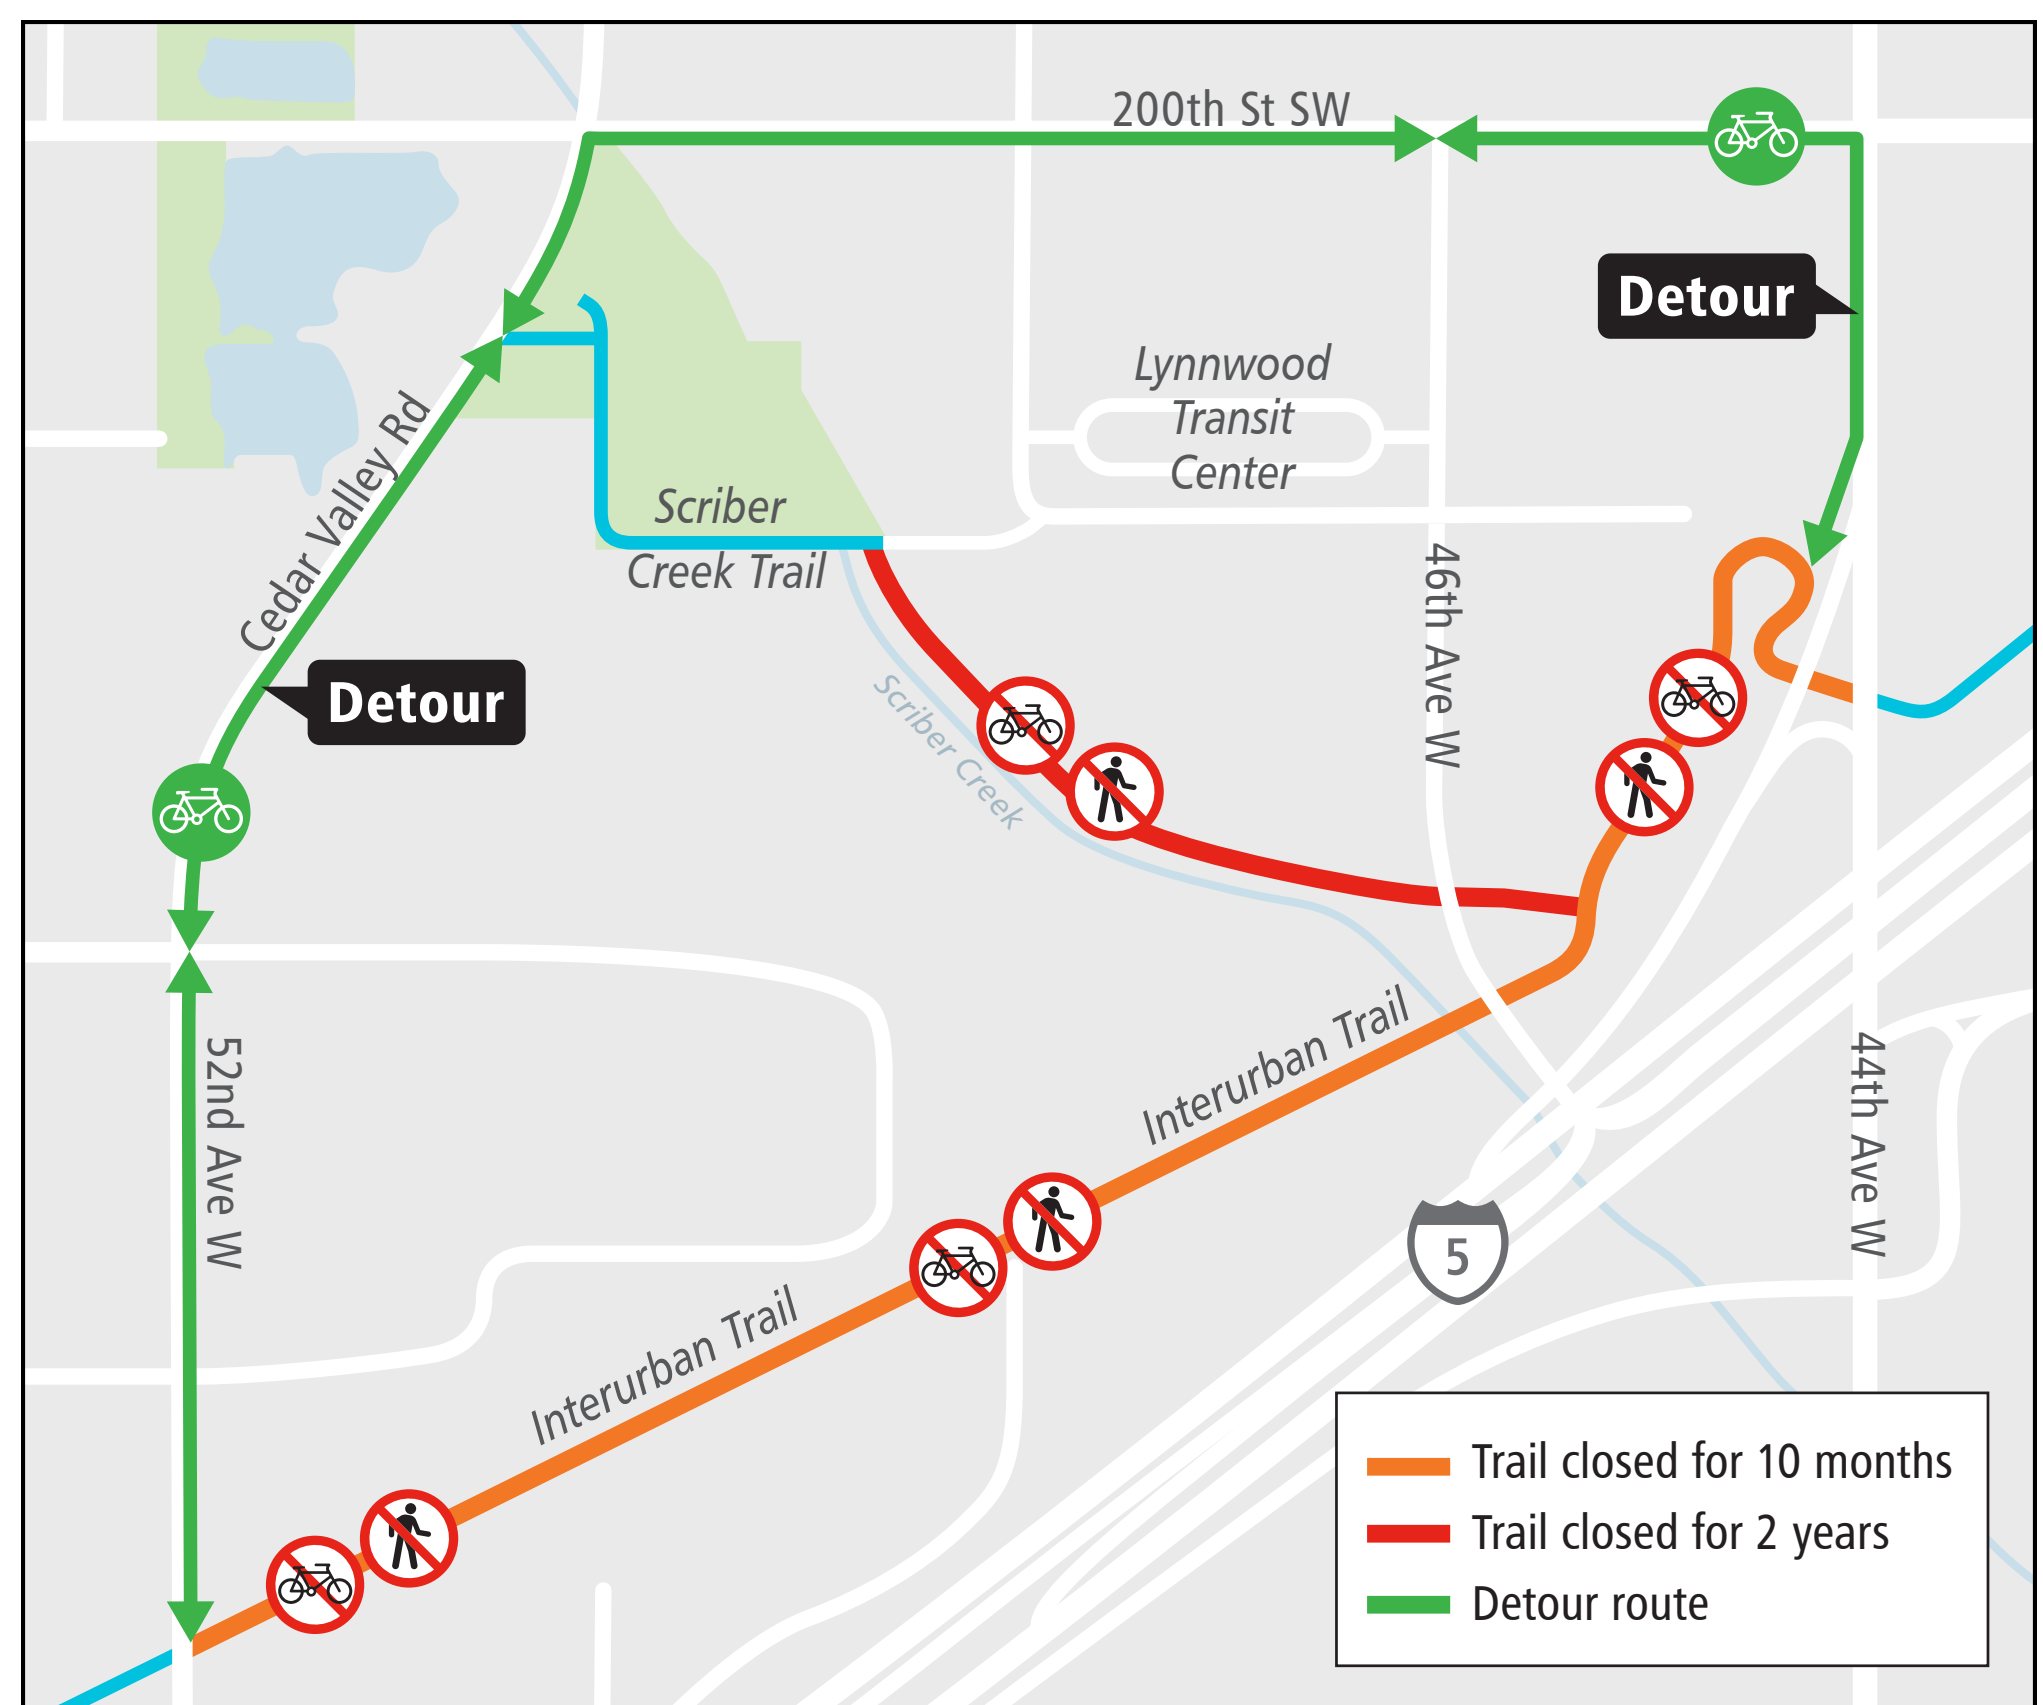 200th St SW
Detour
Lynnwood
Transit
Center
Cedar Valley Rd
Scriber
Creek Trail
46th Ave W
Detour
Scriber Creek
Interurban Trail
52nd Ave W
44th Ave W
5
Interurban Trail
Trail closed for 10 months
Trail closed for 2 years
Detour route